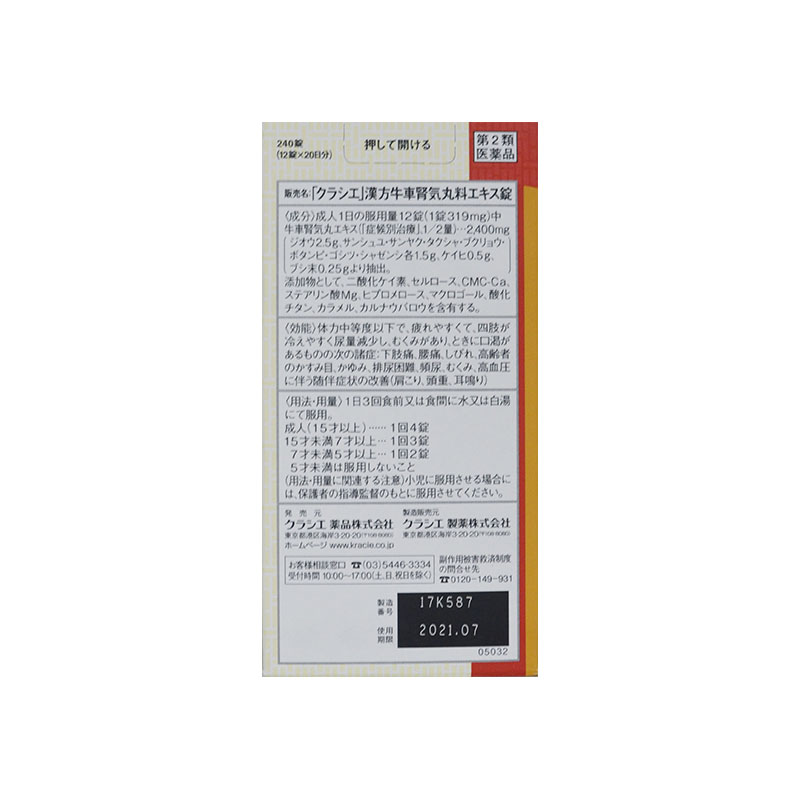 240錠
(12錠×20日分)
押して開ける
第2類
医薬品
販売名:「クラシエ」漢方牛車腎気丸料エキス錠
〈成分〉成人1日の服用量12錠(1錠319mg)中
牛車腎気丸エキス(「症候別治療」、1/2量)…2,400mg
ジオウ2.5g、サンシュユ・サンヤク・タクシャ・ブクリョウ・
ボタンピ・ゴシツ・シャゼンシ各1.5g、ケイヒ0.5g、
ブシ末0.25gより抽出。
添加物として、二酸化ケイ素、セルロース、CMC-Ca、
ステアリン酸Mg、ヒプロメロース、マクロゴール、酸化
チタン、カラメル、カルナウバロウを含有する。
〈効能〉体力中等度以下で、疲れやすくて、四肢が
冷えやすく尿量減少し、むくみがあり、ときに口渇が
あるものの次の諸症:下肢痛、腰痛、しびれ、高齢者
のかすみ目、かゆみ、排尿困難、頻尿、むくみ、高血圧
に伴う随伴症状の改善(肩こり、頭重、耳鳴り)
〈用法・用量〉1日3回食前又は食間に水又は白湯
にて服用。
成人(15才以上)…… 1回4錠
15才未満7才以上… 1回3錠
7才未満5才以上… 1回2錠
5才未満は服用しないこと
〈用法・用量に関連する注意〉小児に服用させる場合に
は、保護者の指導監督のもとに服用させてください。
発売元
クラシエ 薬品株式会社
東京都港区海岸3-20-20(〒108-8080)
ホームページ www.kracie.co.jp
製造販売元
クラシエ 製薬株式会社
東京都港区海岸3-20-20(〒108-8080)
お客様相談窓口 ☎(03)5446-3334
受付時間 10:00〜17:00(土、日、祝日を除く)
副作用被害救済制度
の問合せ先
☎0120-149-931
製造
番号
17K587
使用
期限
2021.07
05032